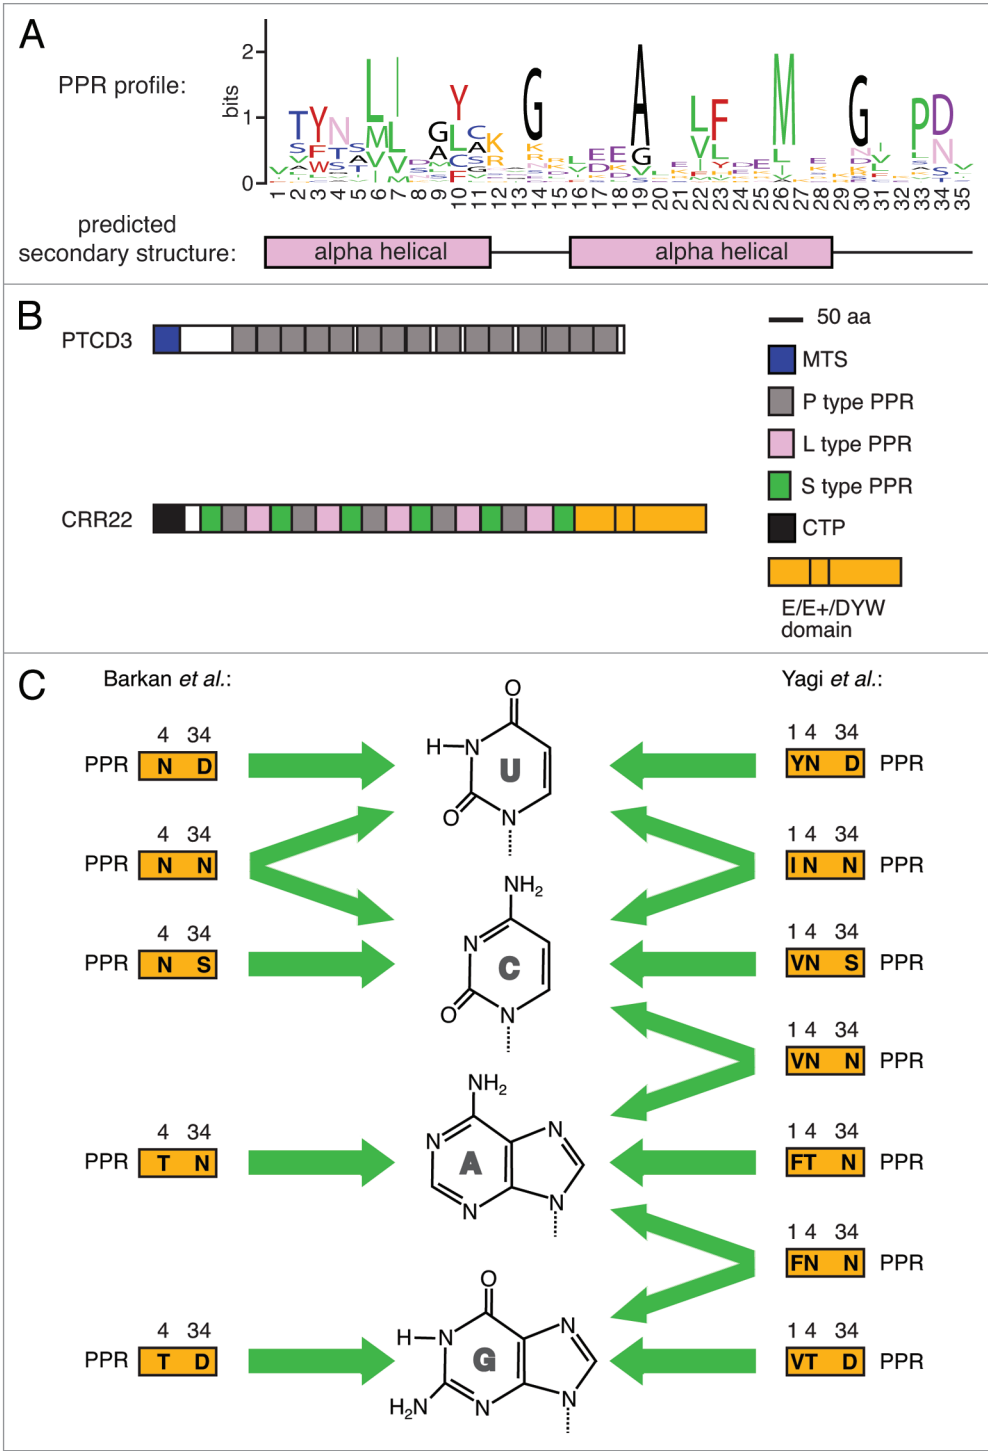 A
PPR profile:
bits
2
1
0
1 2 3 4 5 6 7 8 9 10 11 12 13 14 15 16 17 18 19 20 21 22 23 24 25 26 27 28 29 30 31 32 33 34 35
predicted
secondary structure:
alpha helical
alpha helical
B
PTCD3
CRR22
50 aa
MTS
P type PPR
L type PPR
S type PPR
CTP
E/E+/DYW
domain
C
Barkan et al.:
Yagi et al.:
4 34
PPR N D
O
H N
U
O N
1 4 34
YN D PPR
4 34
PPR N N
1 4 34
IN N PPR
4 34
PPR N S
NH2
N
C
O N
1 4 34
VN S PPR
1 4 34
VN N PPR
4 34
PPR T N
NH2
N N
A
N N
1 4 34
FT N PPR
1 4 34
FN N PPR
4 34
PPR T D
O
H N N
G
H2N N N
1 4 34
VT D PPR